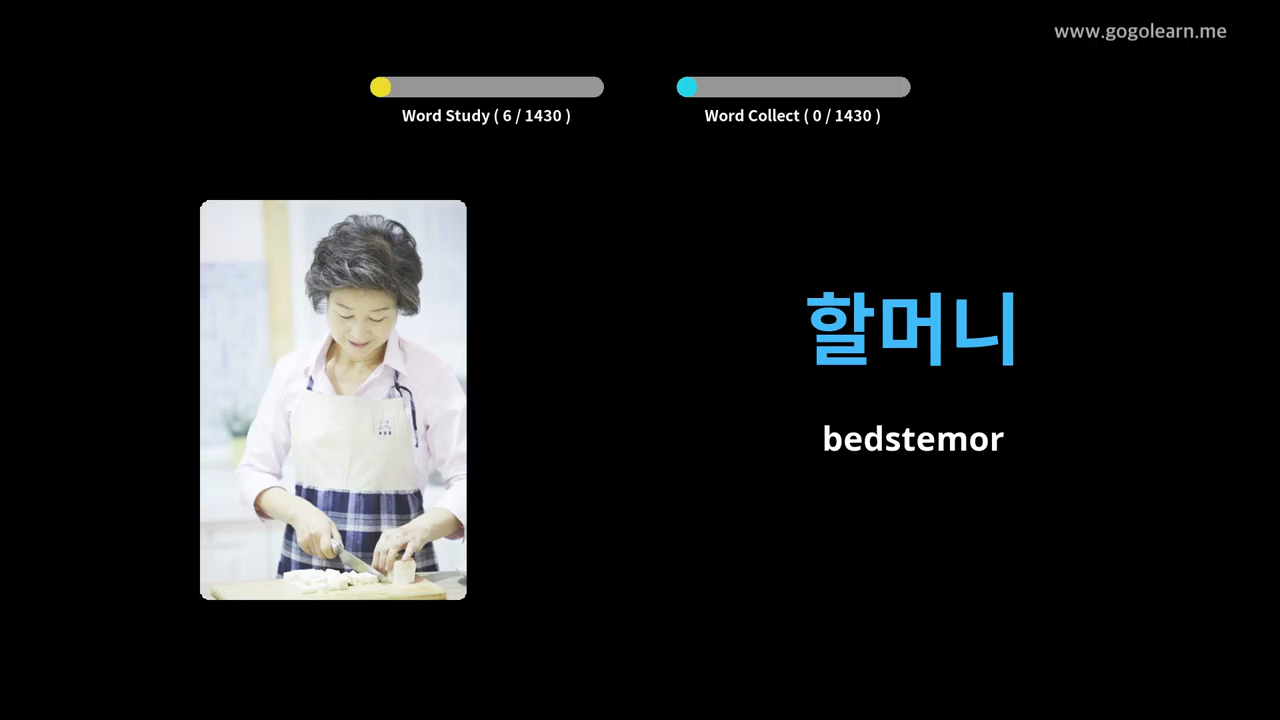 www.gogolearn.me
Word Study ( 6 / 1430 )
Word Collect ( 0 / 1430 )
할머니
bedstemor